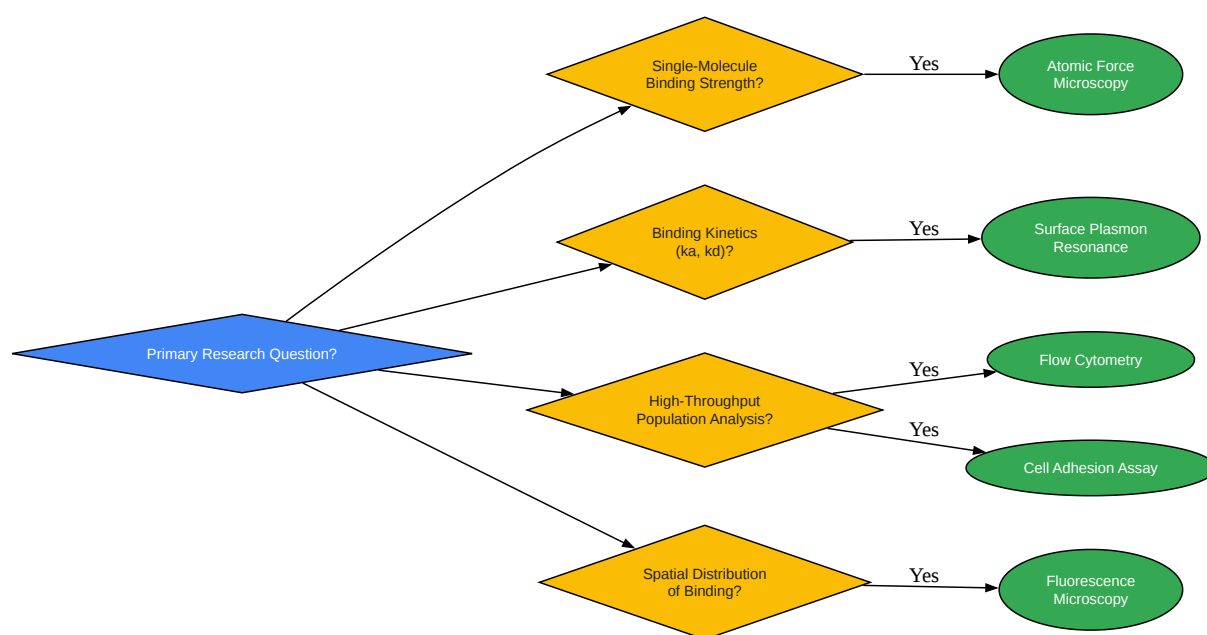 Single-Molecule
Binding Strength?
Yes
Atomic Force
Microscopy
Binding Kinetics
(ka, kd)?
Yes
Surface Plasmon
Resonance
Primary Research Question?
High-Throughput
Population Analysis?
Yes
Flow Cytometry
Yes
Cell Adhesion Assay
Spatial Distribution
of Binding?
Yes
Fluorescence
Microscopy